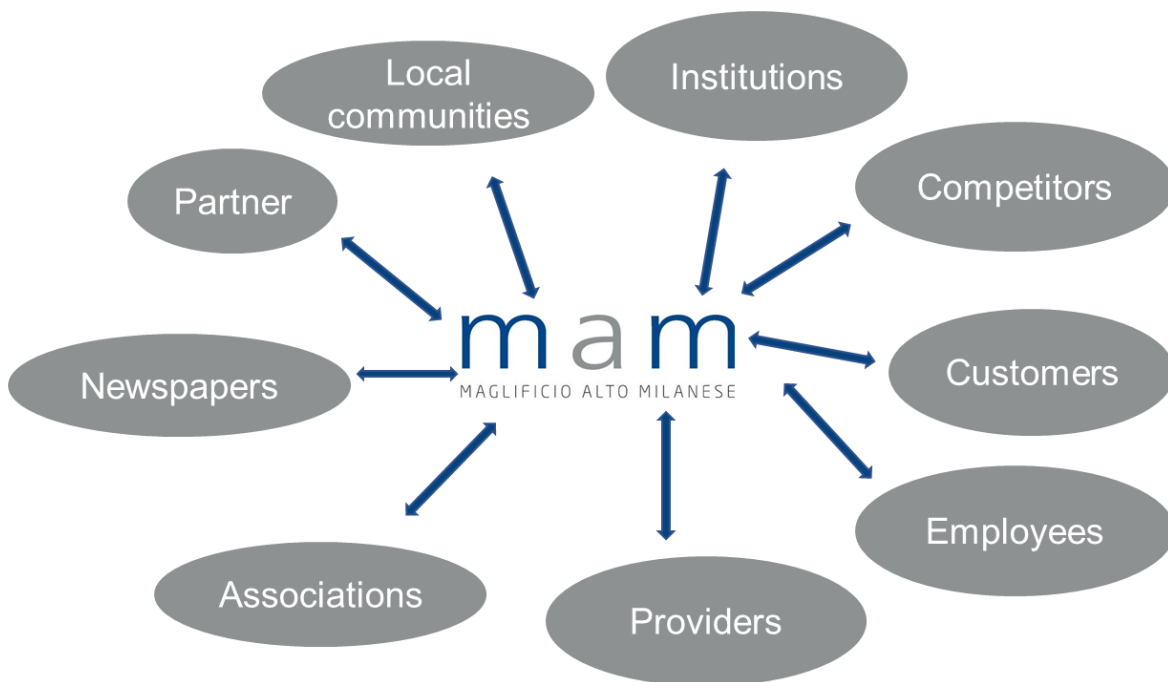 Local
communities
Institutions
Partner
Competitors
mam
MAGLIFICIO ALTO MILANESE
Newspapers
Customers
Employees
Associations
Providers